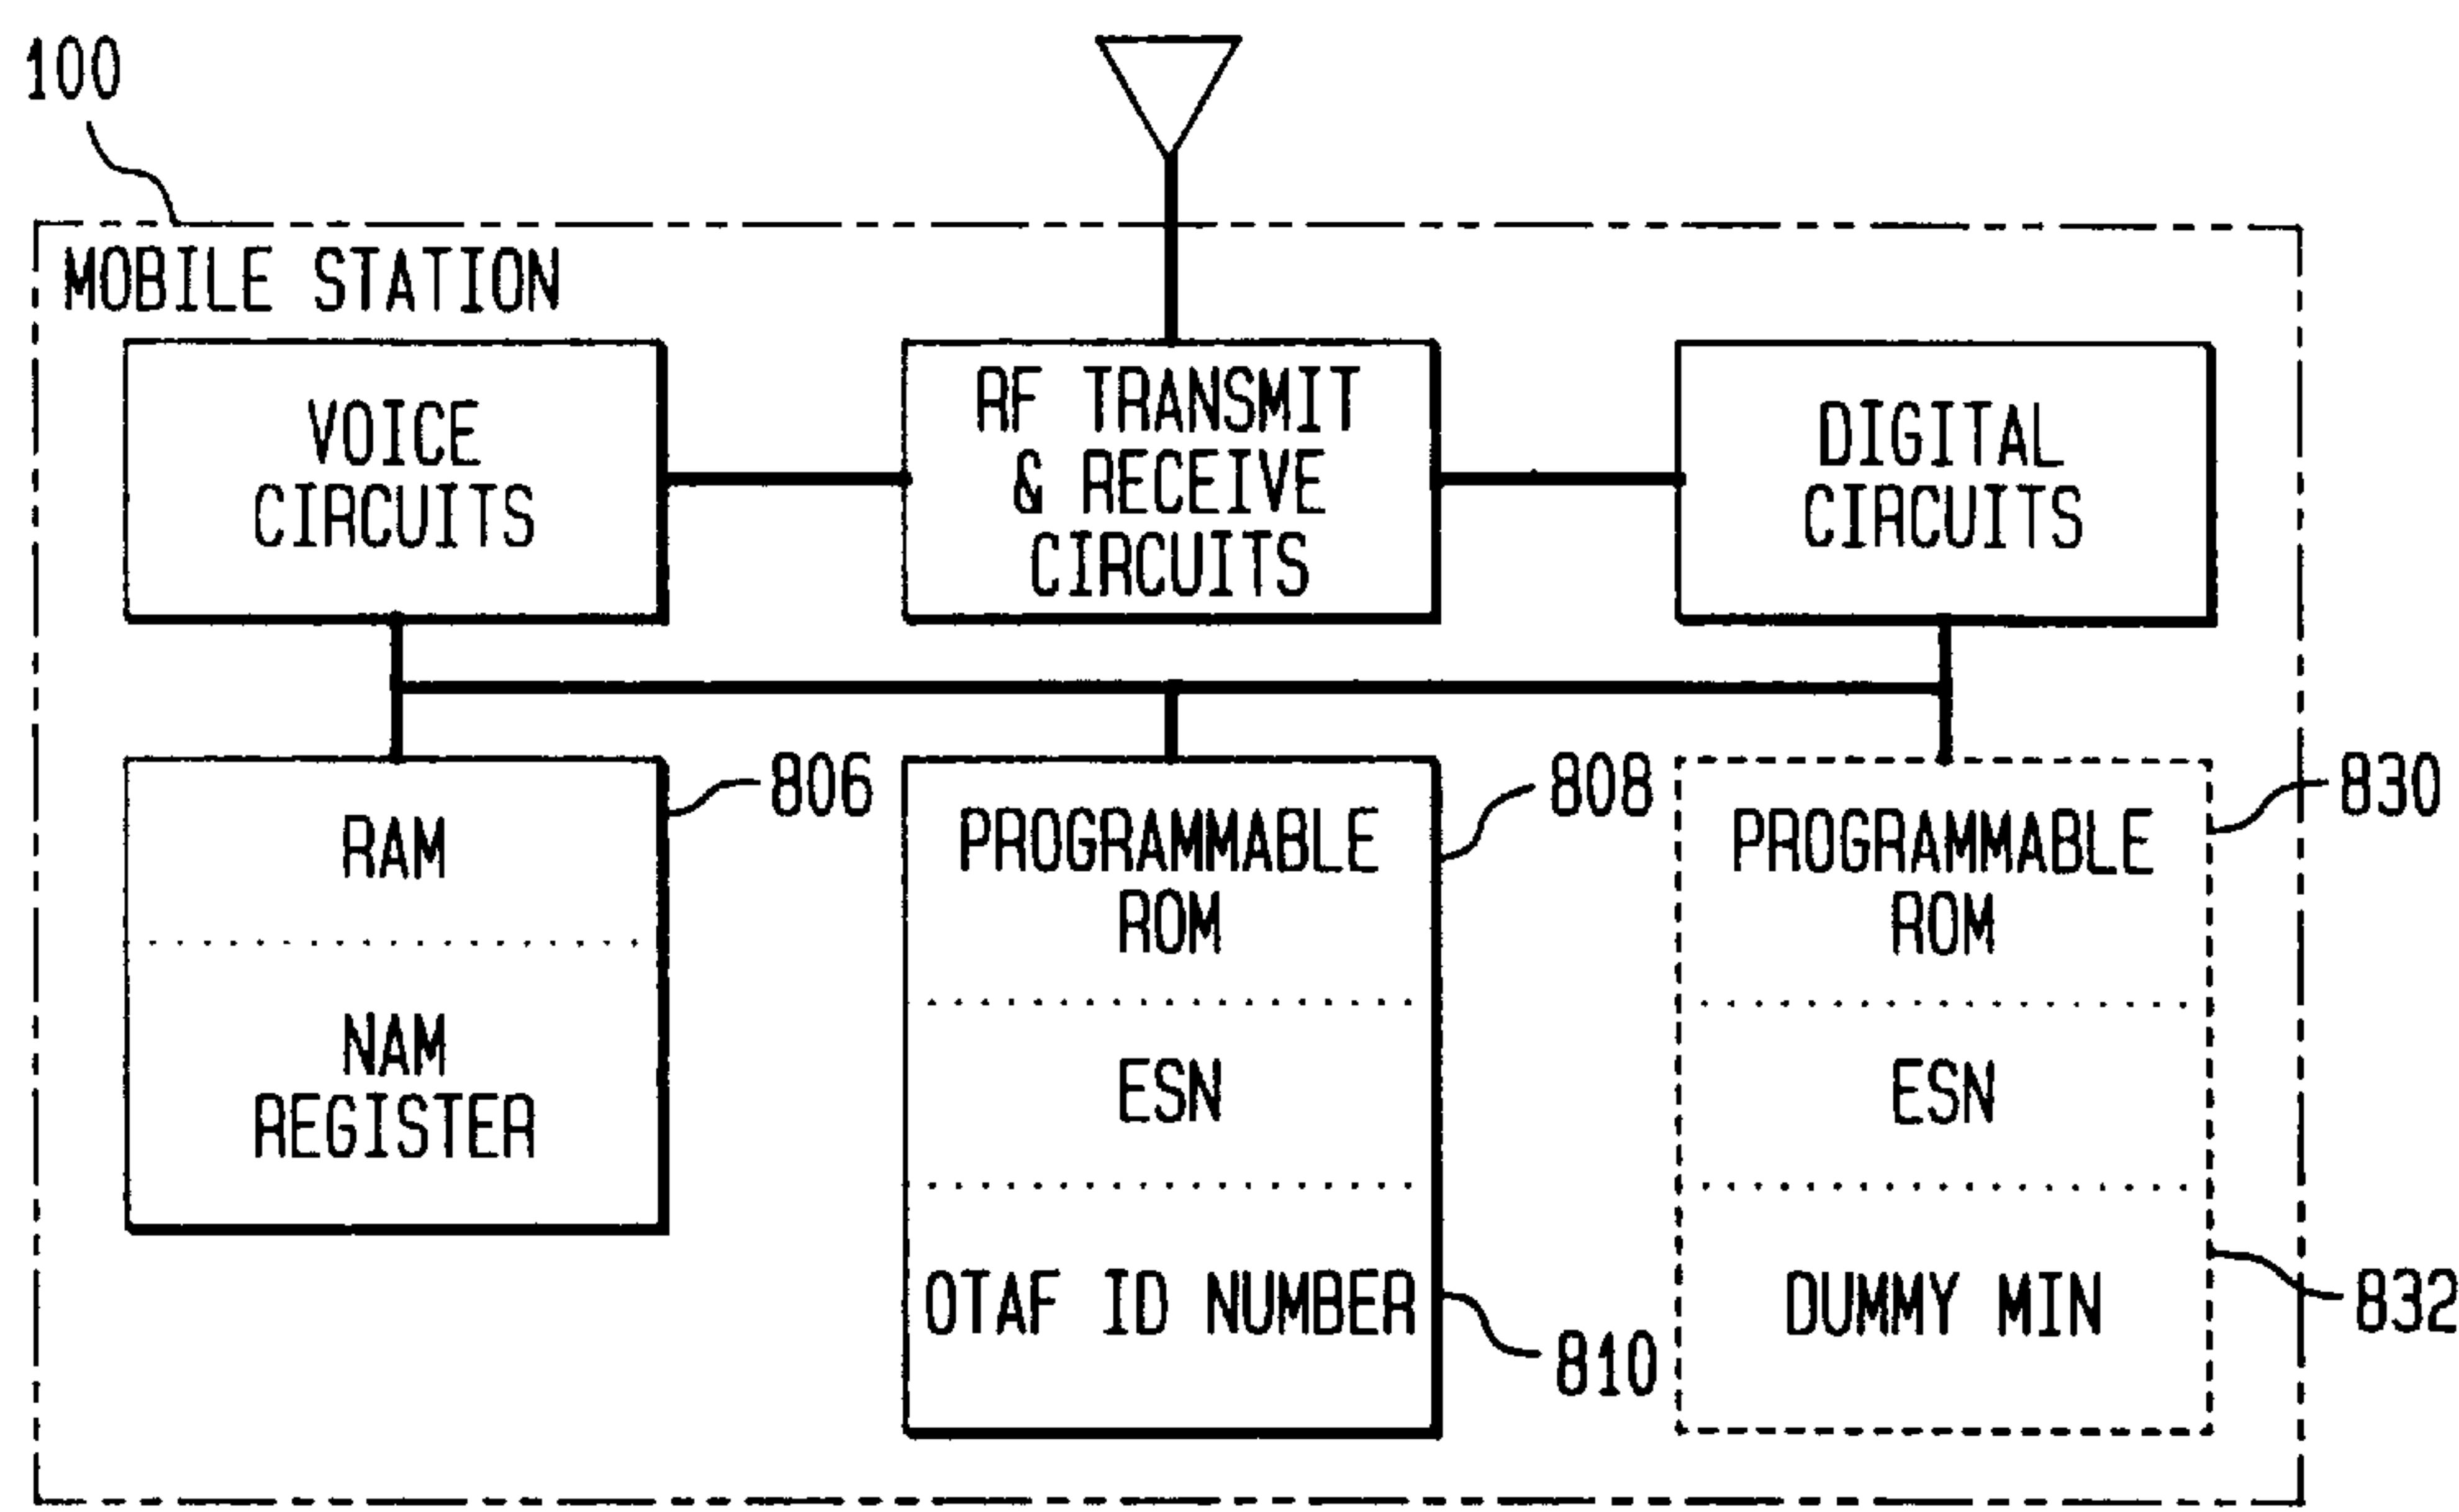 100
MOBILE STATION
VOICE
CIRCUITS
RF TRANSMIT
& RECEIVE
CIRCUITS
DIGITAL
CIRCUITS
RAM
NAM
REGISTER
806
PROGRAMMABLE
ROM
ESN
OTAF ID NUMBER
808
810
PROGRAMMABLE
ROM
ESN
DUMMY MIN
830
832